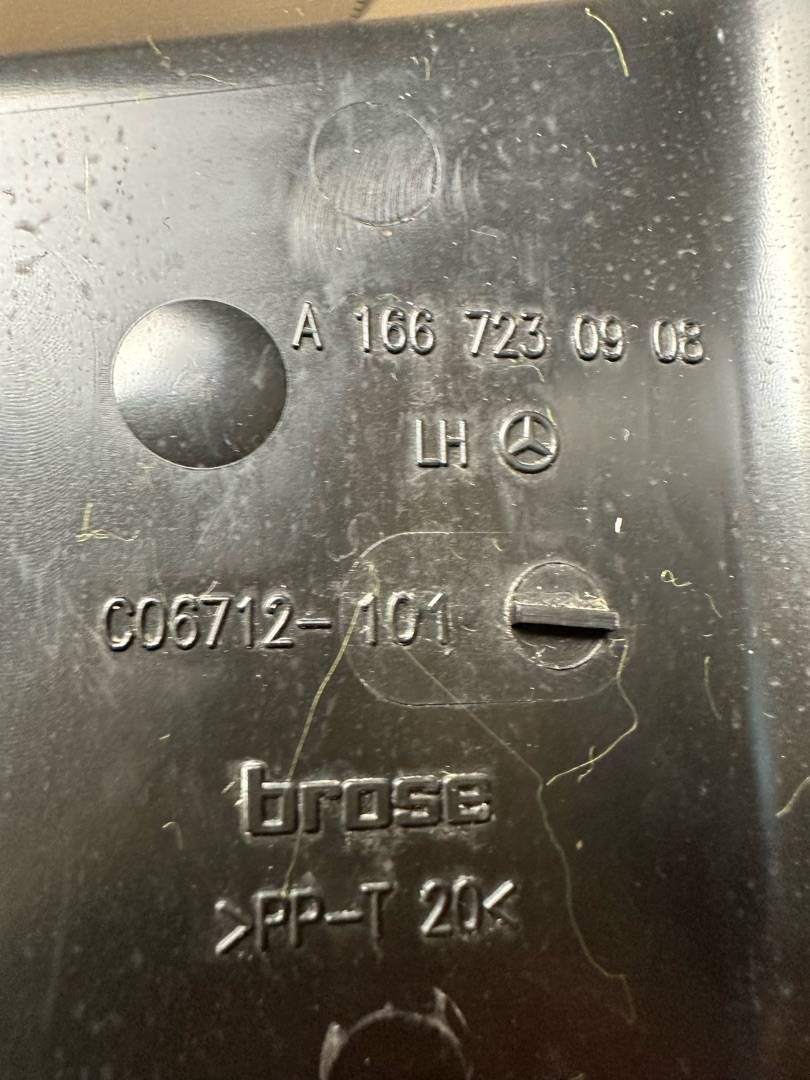 A 166 723 09 08
LH
C06712-101
brose
>PP-T 20<